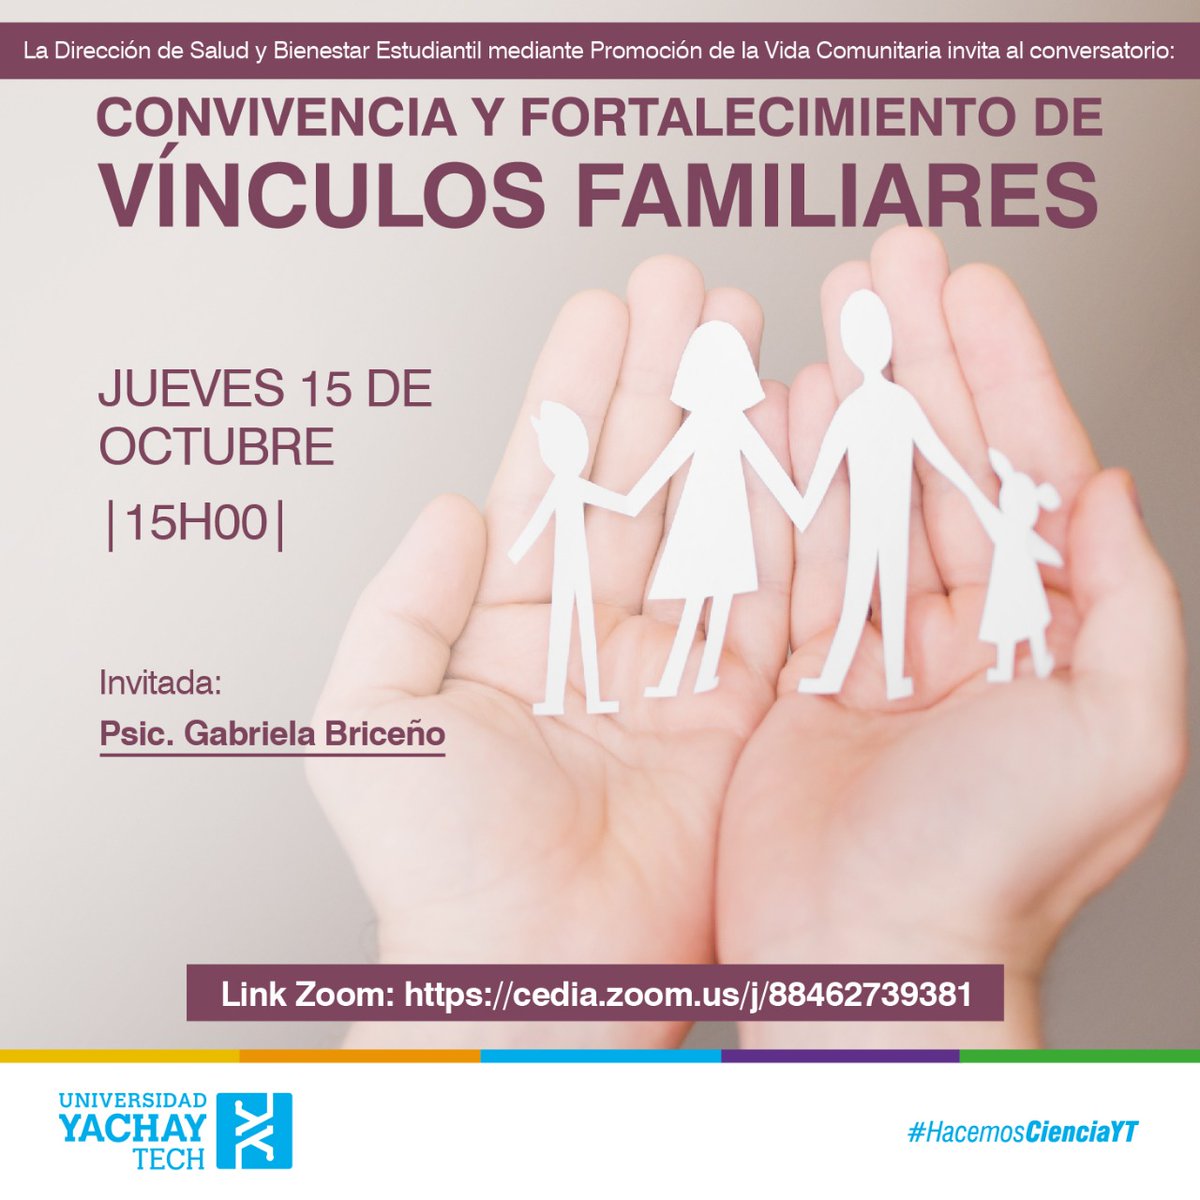 La Dirección de Salud y Bienestar Estudiantil mediante Promoción de la Vida Comunitaria invita al conversatorio:
CONVIVENCIA Y FORTALECIMIENTO DE
VÍNCULOS FAMILIARES
JUEVES 15 DE
OCTUBRE
|15H00|
Invitada:
Psic. Gabriela Briceño
Link Zoom: https://cedia.zoom.us/j/88462739381
UNIVERSIDAD
YACHAY
TECH
#HacemosCienciaYT